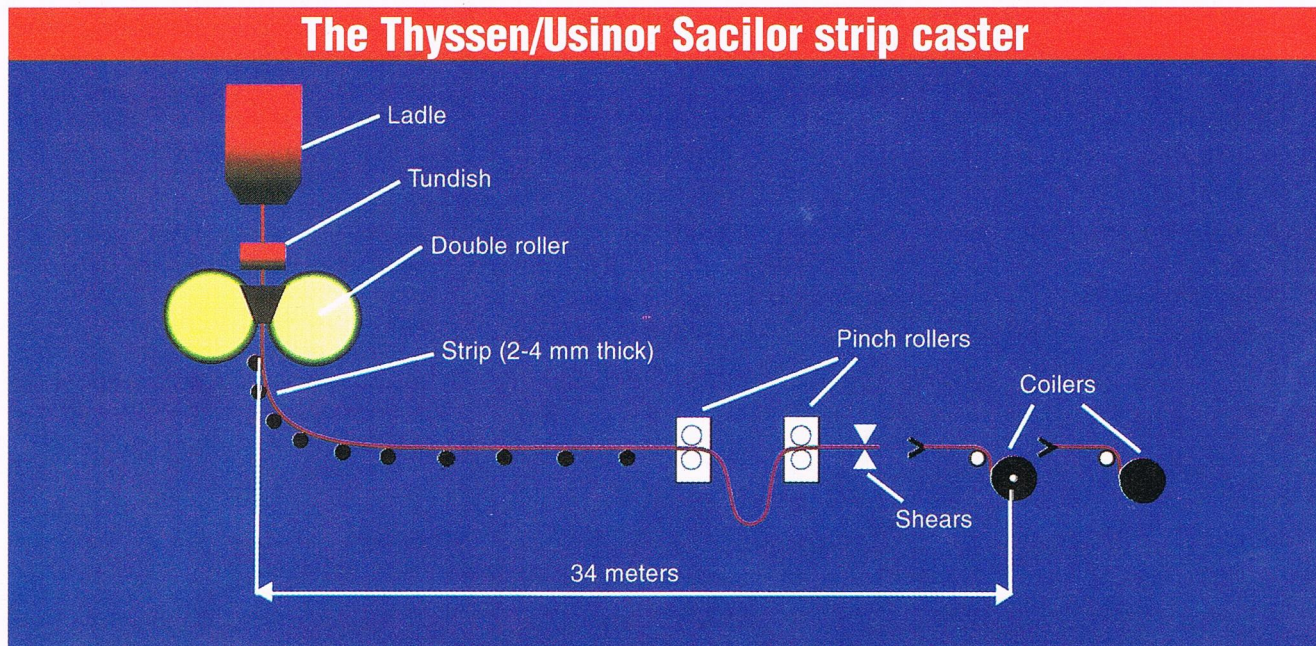 The Thyssen/Usinor Sacilor strip caster
Ladle
Tundish
Double roller
Strip (2-4 mm thick)
Pinch rollers
Coilers
Shears
34 meters